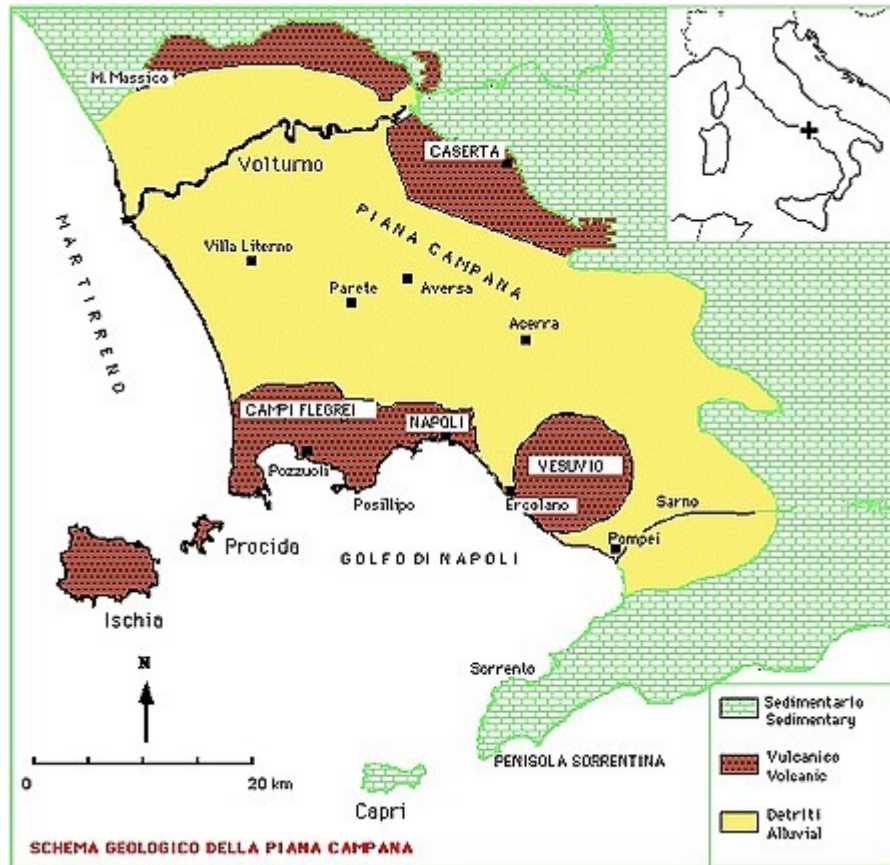 M. Massico
CASERTA
Volturno
MAR TIRRENO
PIANA CAMPANA
Villa Literno
Parete
Aversa
Acerra
CAMPI FLEGREI
NAPOLI
Pozzuoli
Posillipo
VESUVIO
Ercolano
Sarno
Pompei
Procida
GOLFO DI NAPOLI
Ischia
N
Sorrento
0
20 km
PENISOLA SORRENTINA
Capri
Sedimentario
Sedimentary
Vulcanico
Volcanic
Detriti
Alluvial
SCHEMA GEOLOGICO DELLA PIANA CAMPANA